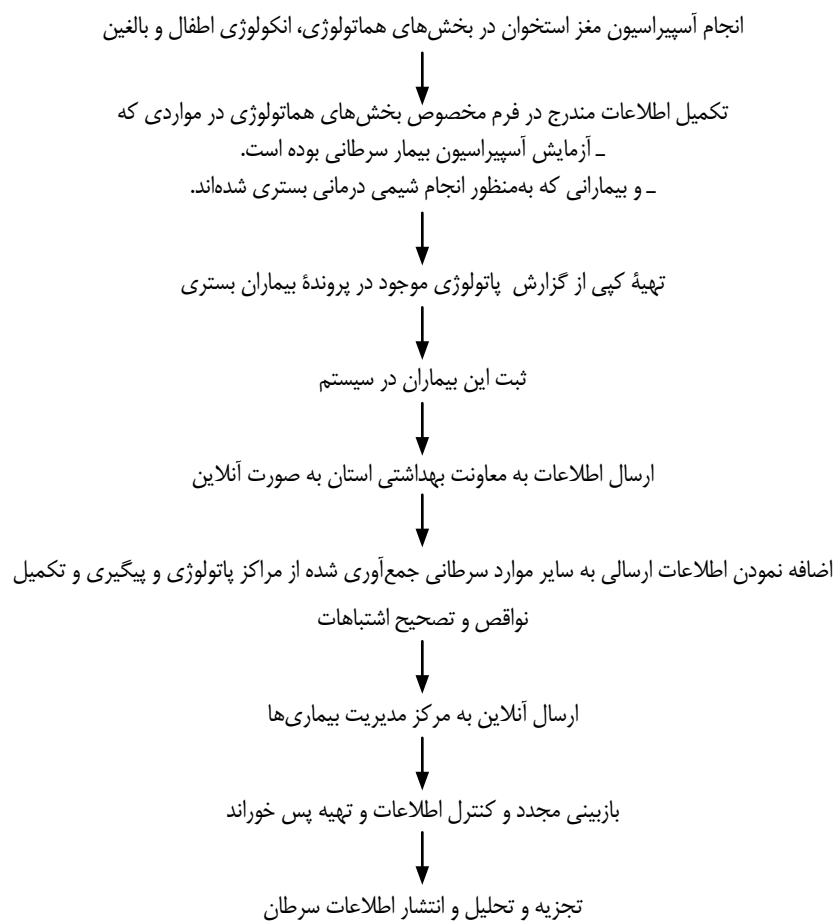 انجام آسپیراسیون مغز استخوان در بخش‌های هماتولوژی، انکولوژی اطفال و بالغین
تکمیل اطلاعات مندرج در فرم مخصوص بخش‌های هماتولوژی در مواردی که
ـ آزمایش آسپیراسیون بیمار سرطانی بوده است.
ـ و بیمارانی که به‌منظور انجام شیمی درمانی بستری شده‌اند.
تهیۀ کپی از گزارش پاتولوژی موجود در پروندۀ بیماران بستری
ثبت این بیماران در سیستم
ارسال اطلاعات به معاونت بهداشتی استان به صورت آنلاین
اضافه نمودن اطلاعات ارسالی به سایر موارد سرطانی جمع‌آوری شده از مراکز پاتولوژی و پیگیری و تکمیل
نواقص و تصحیح اشتباهات
ارسال آنلاین به مرکز مدیریت بیماری‌ها
بازبینی مجدد و کنترل اطلاعات و تهیه پس خوراند
تجزیه و تحلیل و انتشار اطلاعات سرطان